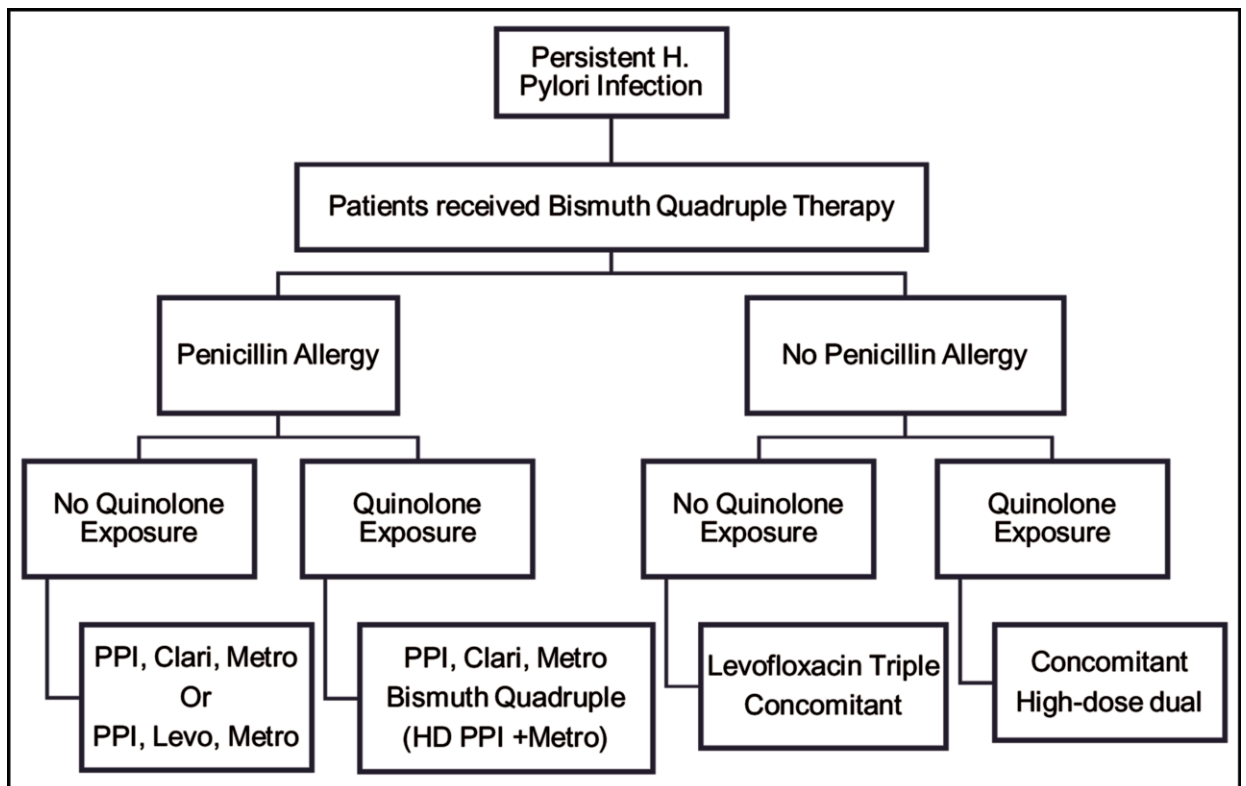 Persistent H.
Pylori Infection
Patients received Bismuth Quadruple Therapy
Penicillin Allergy
No Penicillin Allergy
No Quinolone
Exposure
Quinolone
Exposure
No Quinolone
Exposure
Quinolone
Exposure
PPI, Clari, Metro
Or
PPI, Levo, Metro
PPI, Clari, Metro
Bismuth Quadruple
(HD PPI +Metro)
Levofloxacin Triple
Concomitant
Concomitant
High-dose dual